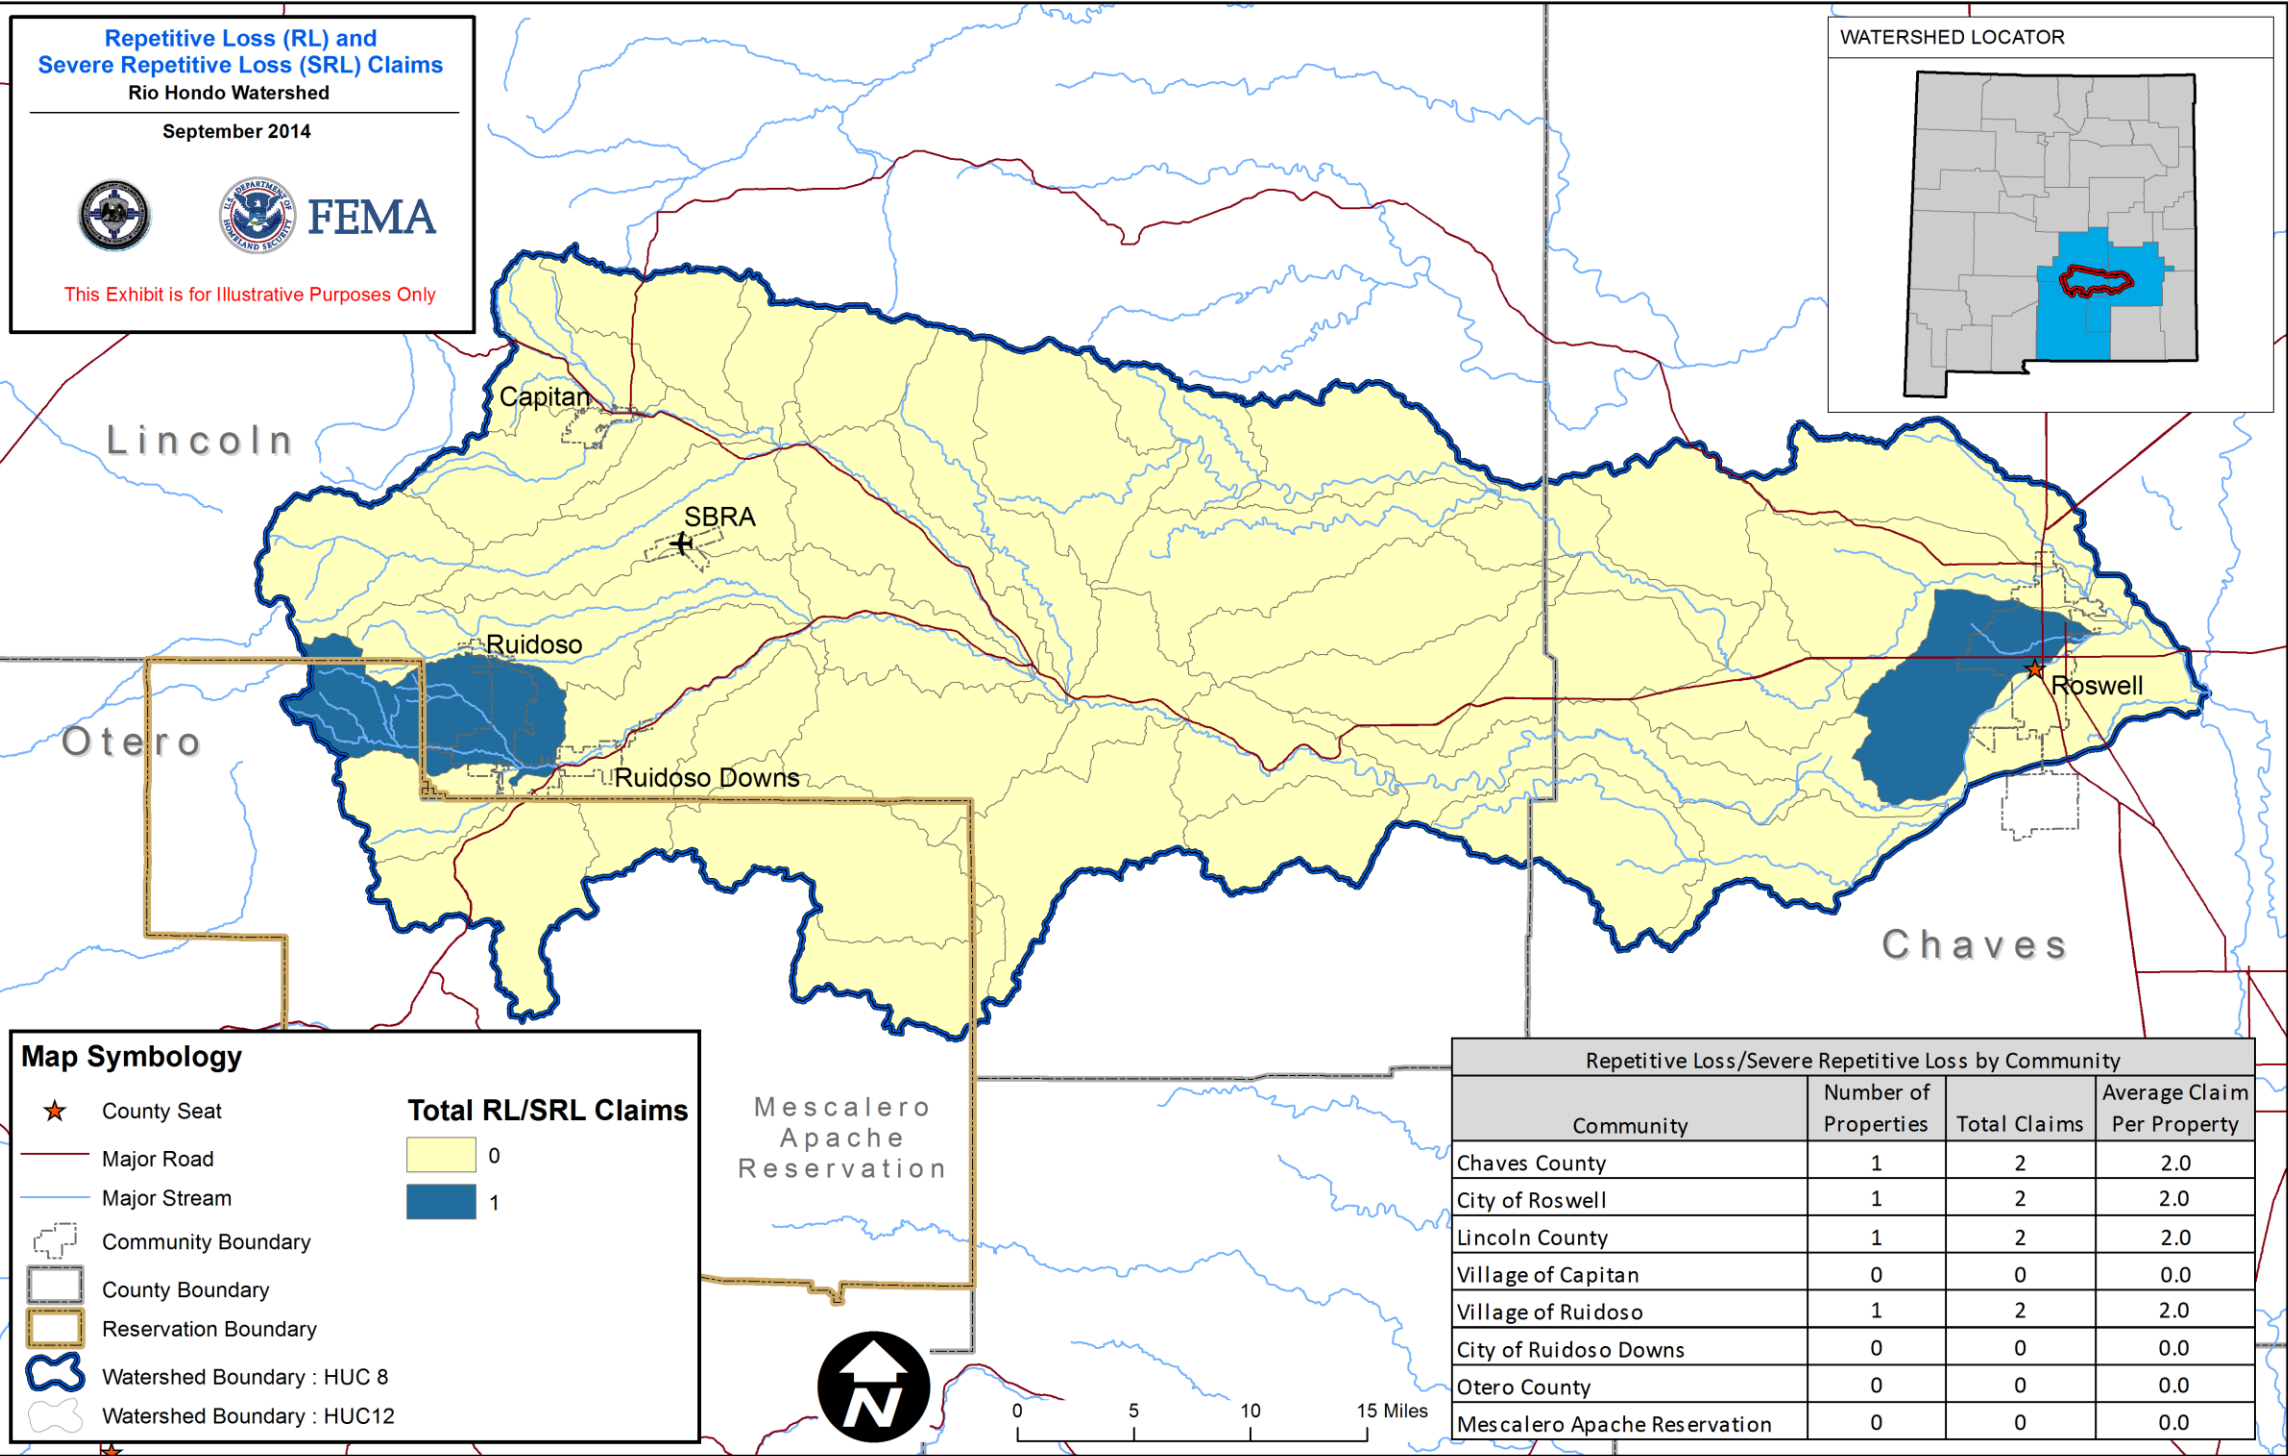 Repetitive Loss (RL) and
Severe Repetitive Loss (SRL) Claims
Rio Hondo Watershed
September 2014
U.S. DEPARTMENT OF
HOMELAND SECURITY
FEMA
This Exhibit is for Illustrative Purposes Only
WATERSHED LOCATOR
Capitan
Lincoln
SBRA
Ruidoso
Roswell
Otero
Ruidoso Downs
Chaves
Mescalero
Apache
Reservation
Map Symbology
County Seat
Major Road
Major Stream
Community Boundary
County Boundary
Reservation Boundary
Watershed Boundary : HUC 8
Watershed Boundary : HUC12
Total RL/SRL Claims
0
1
N
0 5 10 15 Miles
Repetitive Loss/Severe Repetitive Loss by Community
Community Number of Properties Total Claims Average Claim Per Property
Chaves County 1 2 2.0
City of Roswell 1 2 2.0
Lincoln County 1 2 2.0
Village of Capitan 0 0 0.0
Village of Ruidoso 1 2 2.0
City of Ruidoso Downs 0 0 0.0
Otero County 0 0 0.0
Mescalero Apache Reservation 0 0 0.0